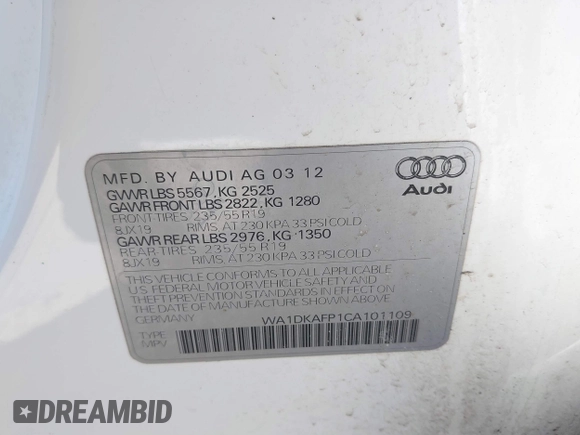 MFD. BY AUDI AG 03 12
GVWR LBS 5567, KG 2525
GAWR FRONT LBS 2822, KG 1280
FRONT-TIRES 235/55 R19
8JX19 RIMS, AT 230 KPA 33 PSI COLD
GAWR REAR LBS 2976, KG 1350
REAR-TIRES 235/55 R19
8JX19 RIMS, AT 230 KPA 33 PSI COLD
THIS VEHICLE CONFORMS TO ALL APPLICABLE
U.S. FEDERAL MOTOR VEHICLE SAFETY AND
THEFT PREVENTION STANDARDS IN EFFECT ON
THE DATE OF MANUFACTURE SHOWN ABOVE.
GERMANY WA1DKAFP1CA101109
TYPE
MPV
Audi
DREAMBID